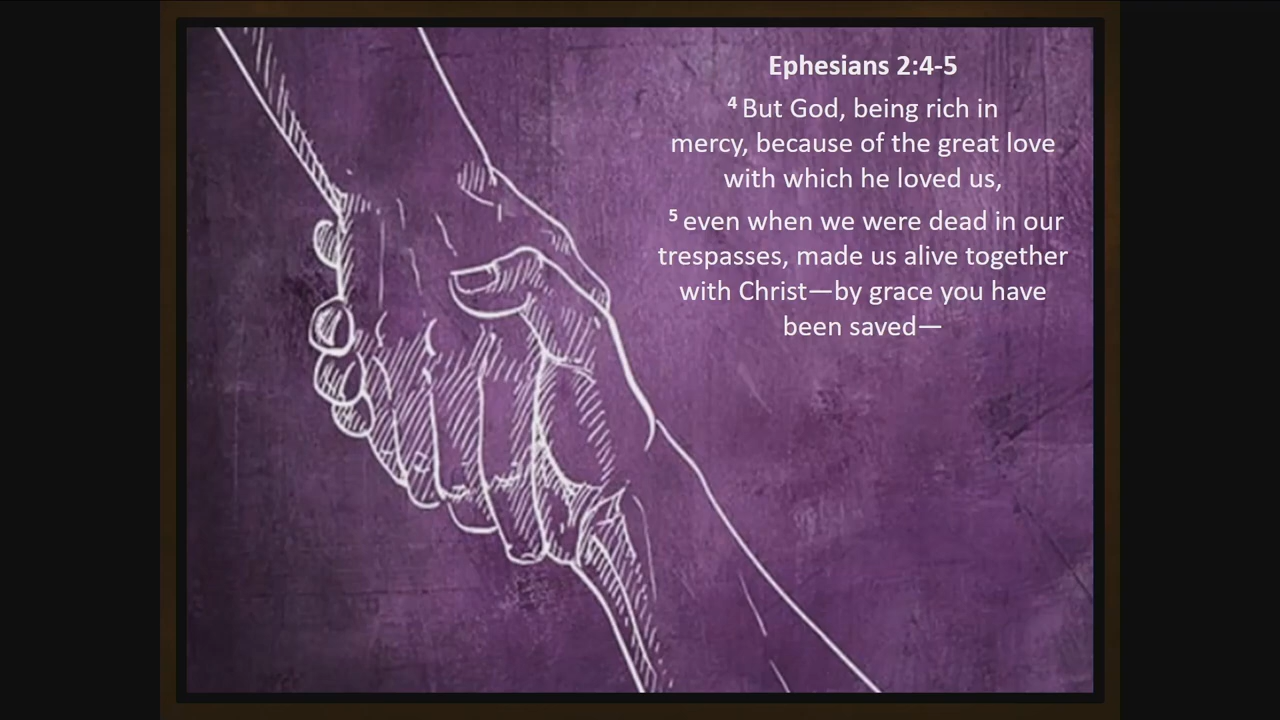 Ephesians 2:4-5
4 But God, being rich in
mercy, because of the great love
with which he loved us,
5 even when we were dead in our
trespasses, made us alive together
with Christ—by grace you have
been saved—